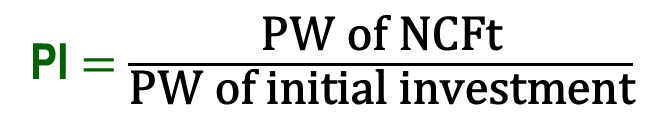 PI = PW of NCFt
PW of initial investment